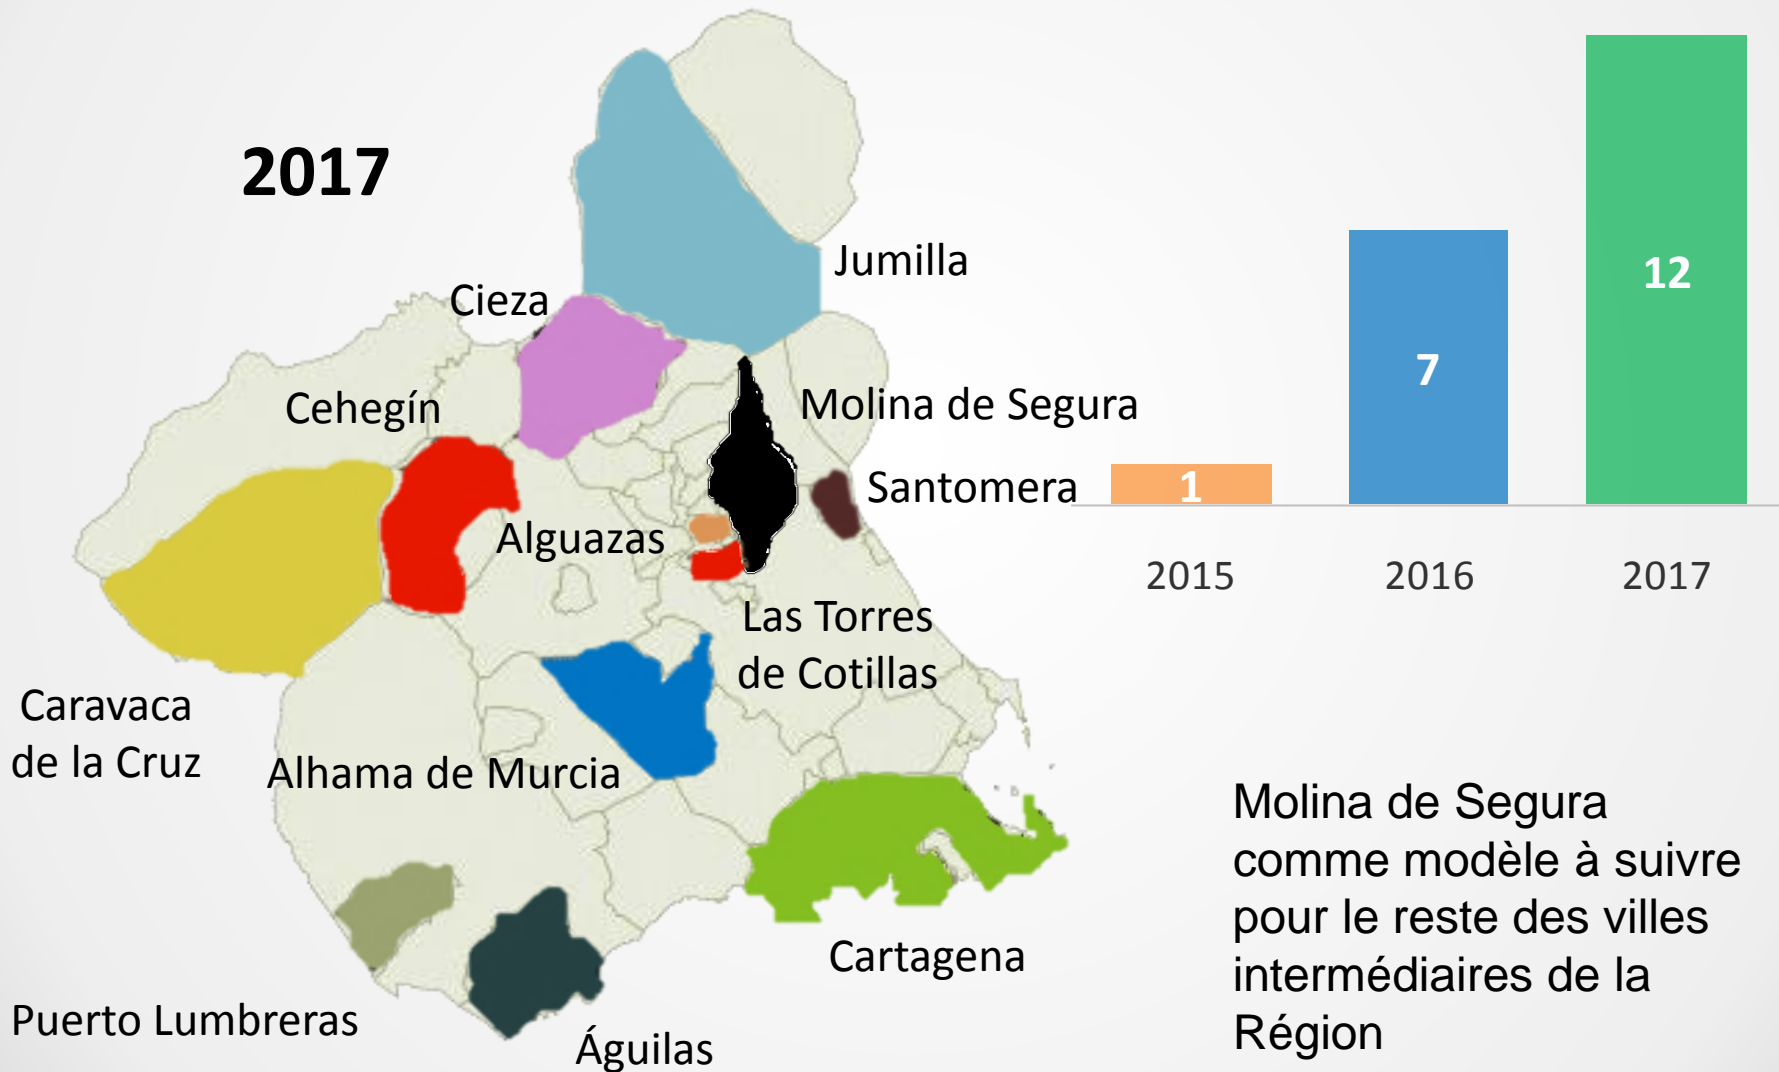 2017
Jumilla
Cieza
Cehegín
Molina de Segura
Santomera
Alguazas
Las Torres
de Cotillas
Caravaca
de la Cruz
Alhama de Murcia
Cartagena
Puerto Lumbreras
Águilas
1
7
12
2015
2016
2017
Molina de Segura
comme modèle à suivre
pour le reste des villes
intermédiaires de la
Région